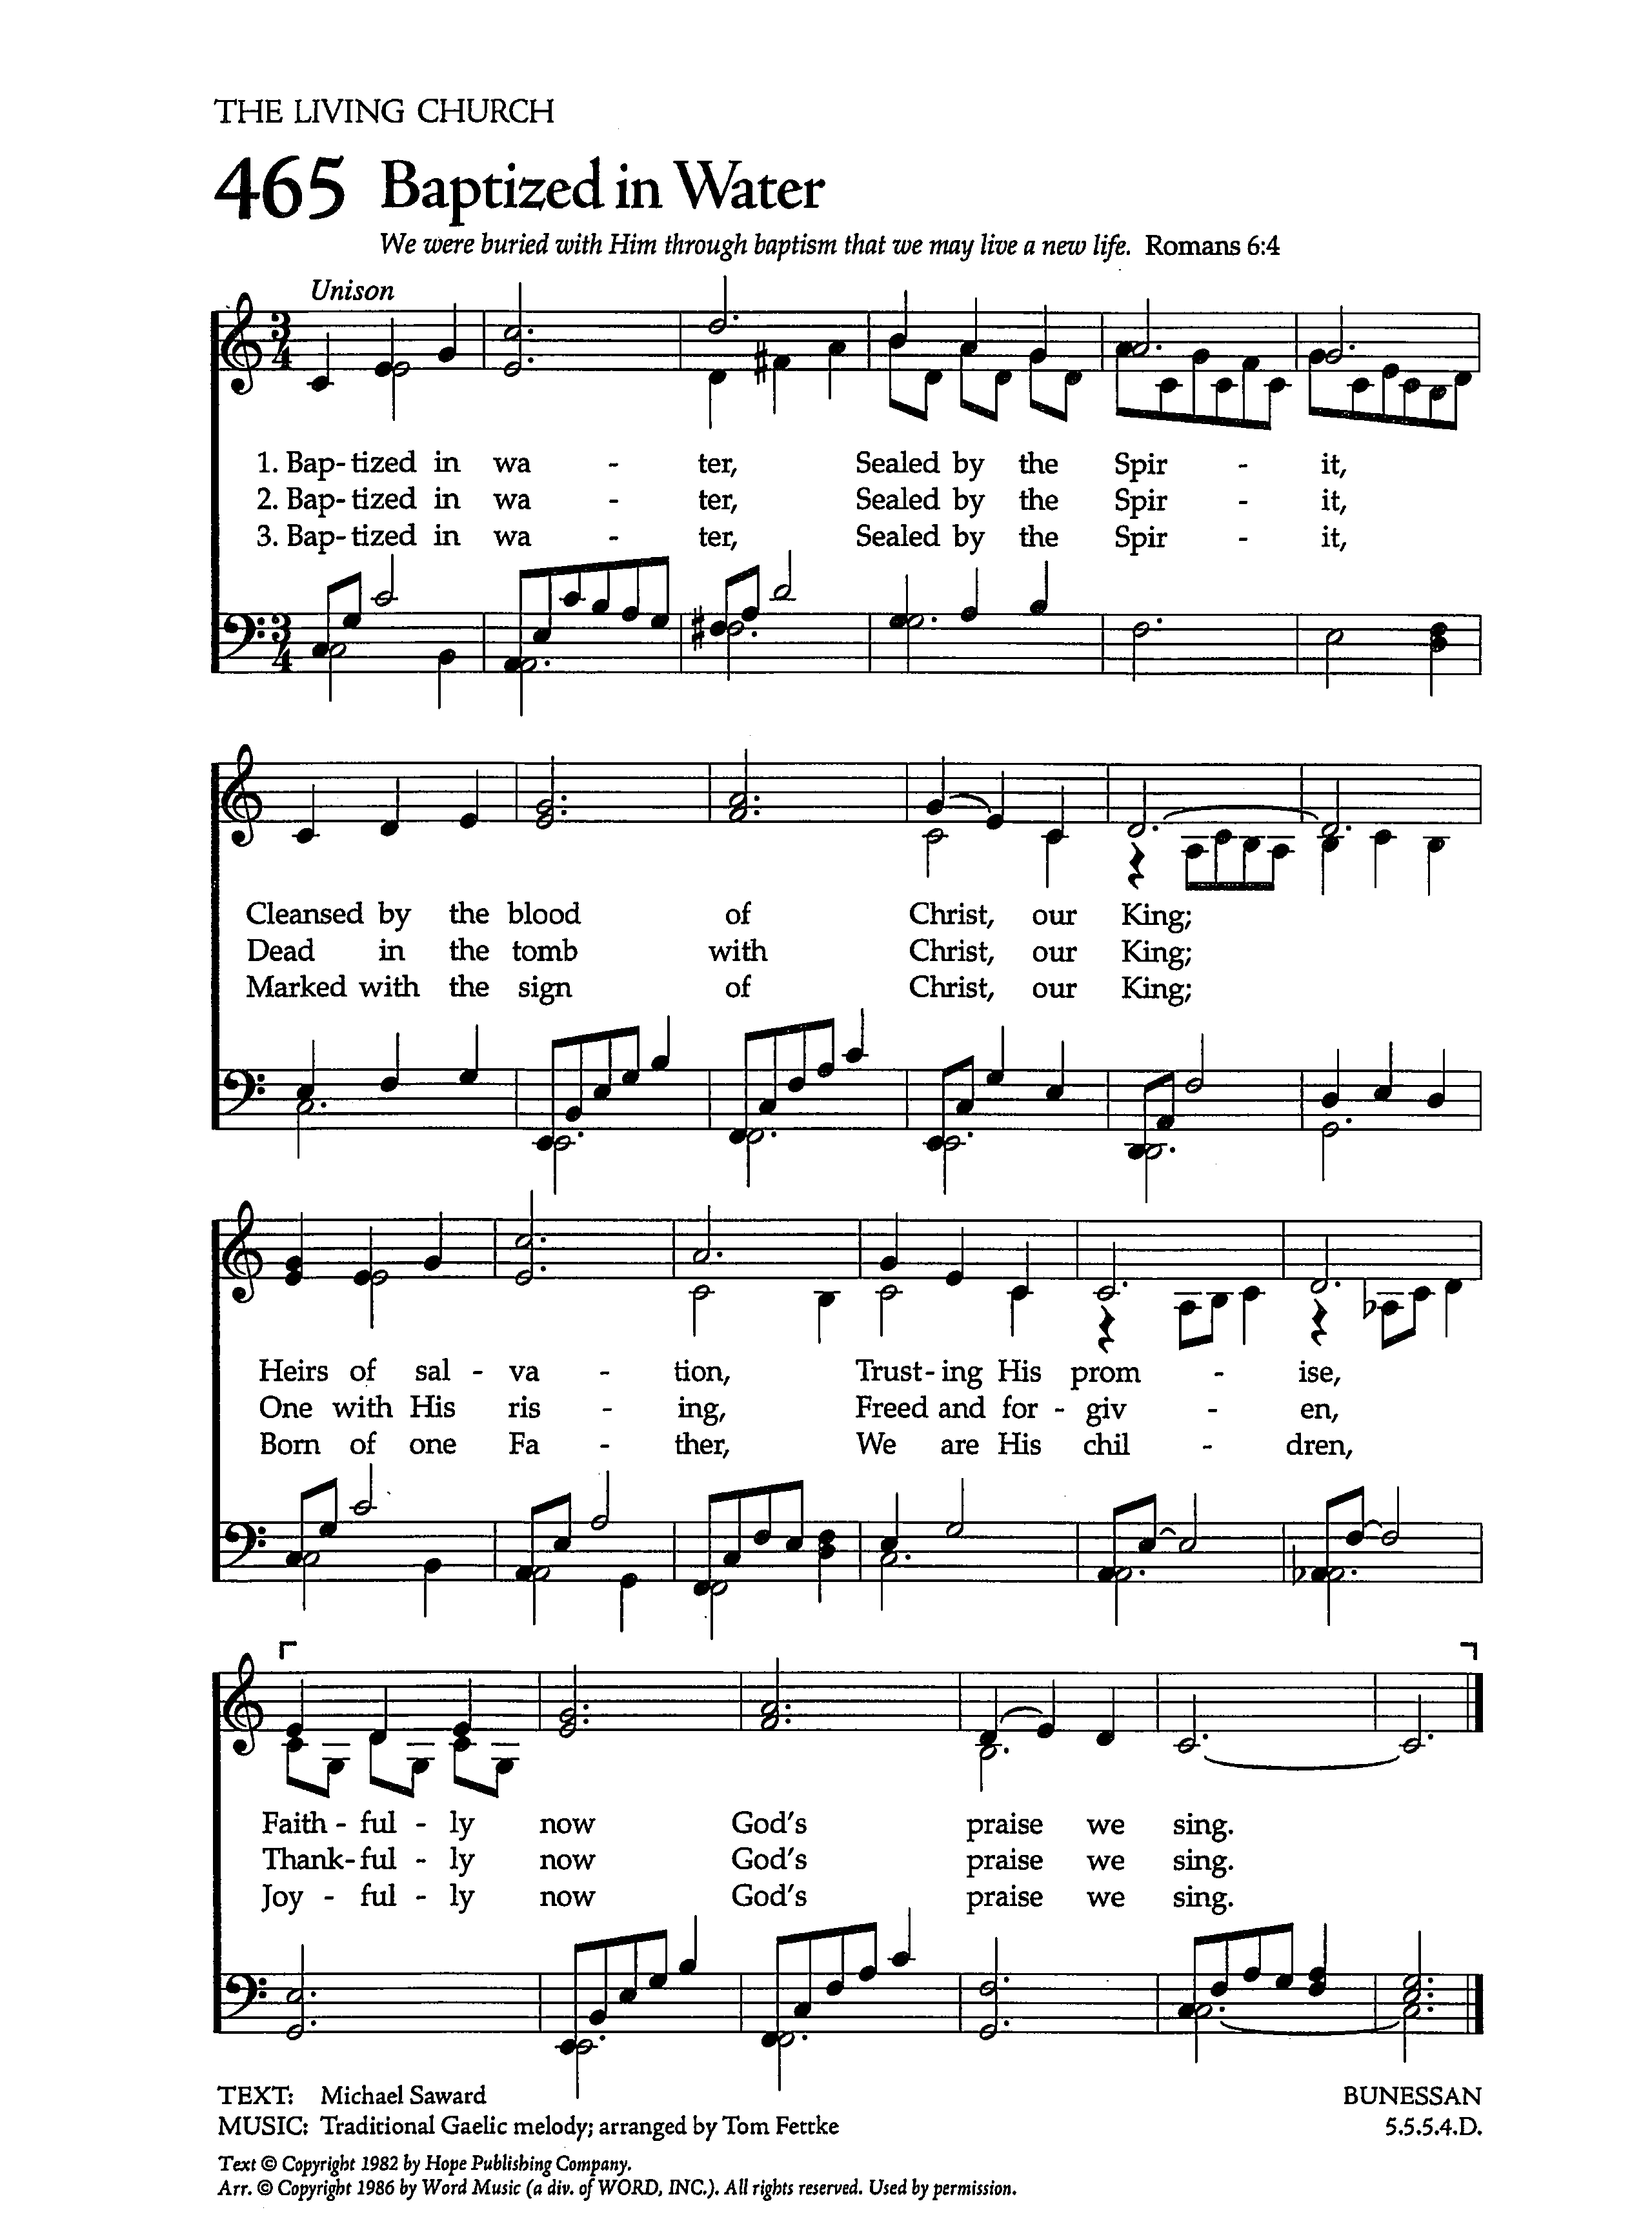 THE LIVING CHURCH
465 Baptized in Water
We were buried with Him through baptism that we may live a new life. Romans 6:4
Unison
1. Bap- tized in wa - ter, Sealed by the Spir - it,
2. Bap- tized in wa - ter, Sealed by the Spir - it,
3. Bap- tized in wa - ter, Sealed by the Spir - it,
Cleansed by the blood of Christ, our King;
Dead in the tomb with Christ, our King;
Marked with the sign of Christ, our King;
Heirs of sal - va - tion, Trust- ing His prom - ise,
One with His ris - ing, Freed and for - giv - en,
Born of one Fa - ther, We are His chil - dren,
Faith - ful - ly now God's praise we sing.
Thank- ful - ly now God's praise we sing.
Joy - ful - ly now God's praise we sing.
TEXT: Michael Saward BUNESSAN
MUSIC: Traditional Gaelic melody; arranged by Tom Fettke 5.5.5.4.D.
Text © Copyright 1982 by Hope Publishing Company.
Arr. © Copyright 1986 by Word Music (a div. of WORD, INC.). All rights reserved. Used by permission.